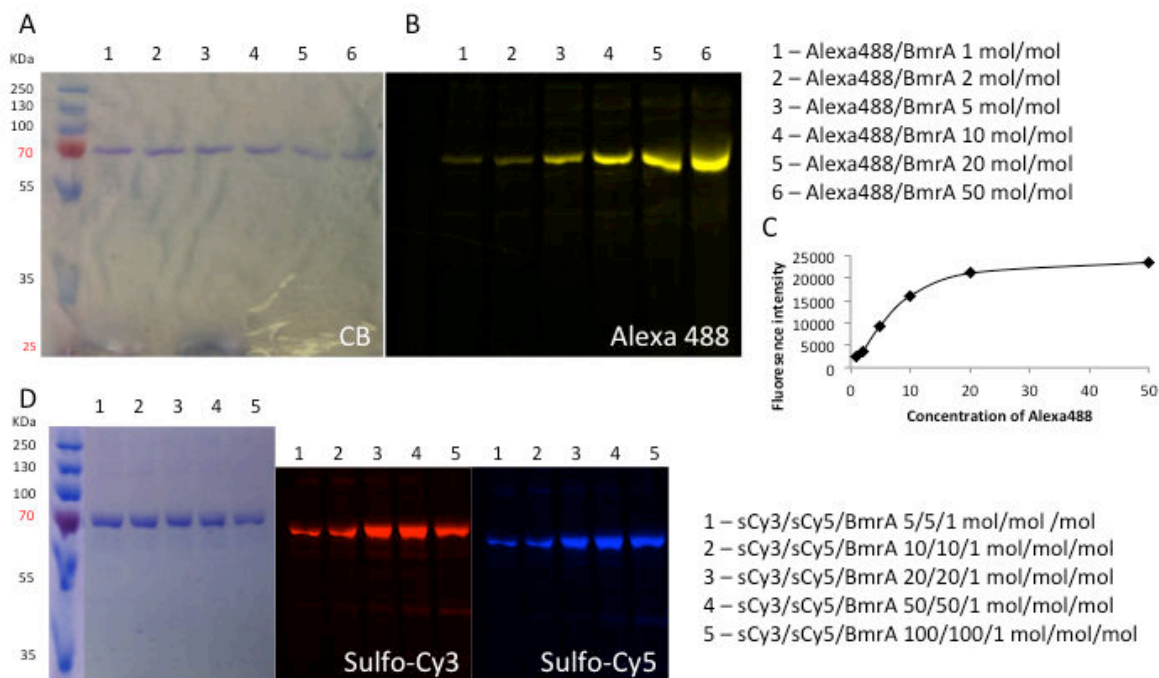 A
B
KDa
1 2 3 4 5 6
1 2 3 4 5 6
250
130
100
70
55
35
25
CB
Alexa 488
1 – Alexa488/BmrA 1 mol/mol
2 – Alexa488/BmrA 2 mol/mol
3 – Alexa488/BmrA 5 mol/mol
4 – Alexa488/BmrA 10 mol/mol
5 – Alexa488/BmrA 20 mol/mol
6 – Alexa488/BmrA 50 mol/mol
C
Fluoresence intensity
25000
20000
15000
10000
5000
0
0 10 20 30 40 50
Concentration of Alexa488
D
KDa
1 2 3 4 5
1 2 3 4 5
1 2 3 4 5
250
130
100
70
55
35
Sulfo-Cy3
Sulfo-Cy5
1 – sCy3/sCy5/BmrA 5/5/1 mol/mol /mol
2 – sCy3/sCy5/BmrA 10/10/1 mol/mol/mol
3 – sCy3/sCy5/BmrA 20/20/1 mol/mol/mol
4 – sCy3/sCy5/BmrA 50/50/1 mol/mol/mol
5 – sCy3/sCy5/BmrA 100/100/1 mol/mol/mol